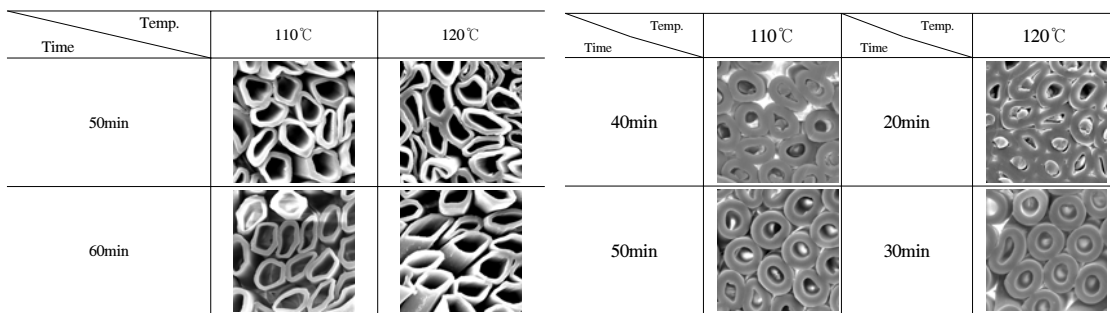 Temp.
Time
110℃
120℃
50min
60min
Temp.
Time
110℃
Temp.
Time
120℃
40min
20min
50min
30min